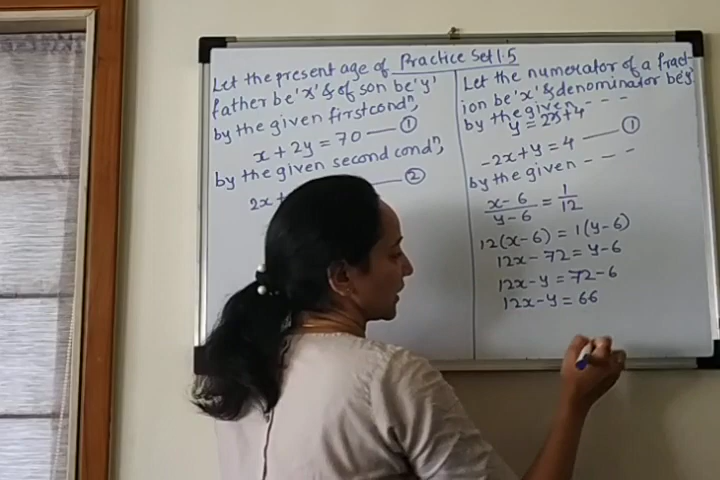 Practice Set 1.5
Let the present age of
father be 'x' & of son be 'y'
by the given first condⁿ,
x + 2y = 70 — ①
by the given second condⁿ,
2x + — ②
Let the numerator of a fract-
ion be 'x' & denominator be 'y'
by the given - - -
y = 2x + 4
-2x + y = 4 — ①
by the given - - -
x - 6 / y - 6 = 1 / 12
12(x - 6) = 1(y - 6)
12x - 72 = y - 6
12x - y = 72 - 6
12x - y = 66